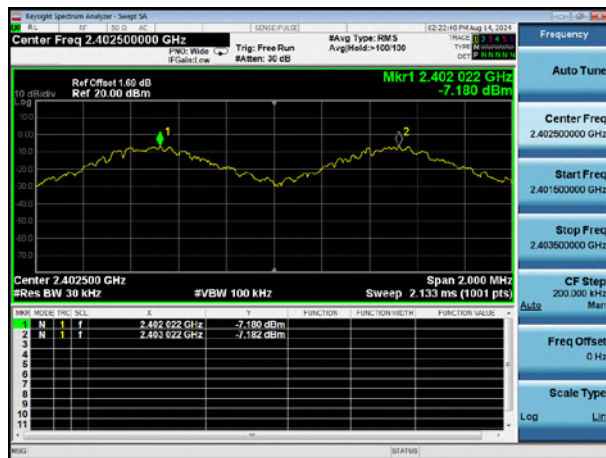 Keysight Spectrum Analyzer - Swept SA
RL RF 50 Ω AC SENSE:PULSE 02:22:40 PM Aug 14, 2024
Center Freq 2.402500000 GHz
PNO: Wide
IFGain:Low
Trig: Free Run
#Atten: 30 dB
#Avg Type: RMS
Avg|Hold:>100/100
TRACE 1 2 3 4 5 6
TYPE M
DET P N N N N N
Frequency
Auto Tune
Ref Offset 1.69 dB
Ref 20.00 dBm
Mkr1 2.402 022 GHz
-7.180 dBm
10 dB/div
Log
10.0
0.00
-10.0
-20.0
-30.0
-40.0
-50.0
-60.0
-70.0
1
2
Center Freq
2.402500000 GHz
Start Freq
2.401500000 GHz
Stop Freq
2.403500000 GHz
CF Step
200.000 kHz
Auto Man
Freq Offset
0 Hz
Scale Type
Log Lin
Center 2.402500 GHz Span 2.000 MHz
#Res BW 30 kHz #VBW 100 kHz Sweep 2.133 ms (1001 pts)
MKR MODE TRC SCL X Y FUNCTION FUNCTION WIDTH FUNCTION VALUE
1 N 1 f 2.402 022 GHz -7.180 dBm
2 N 1 f 2.403 022 GHz -7.182 dBm
3
4
5
6
7
8
9
10
11
MSG STATUS